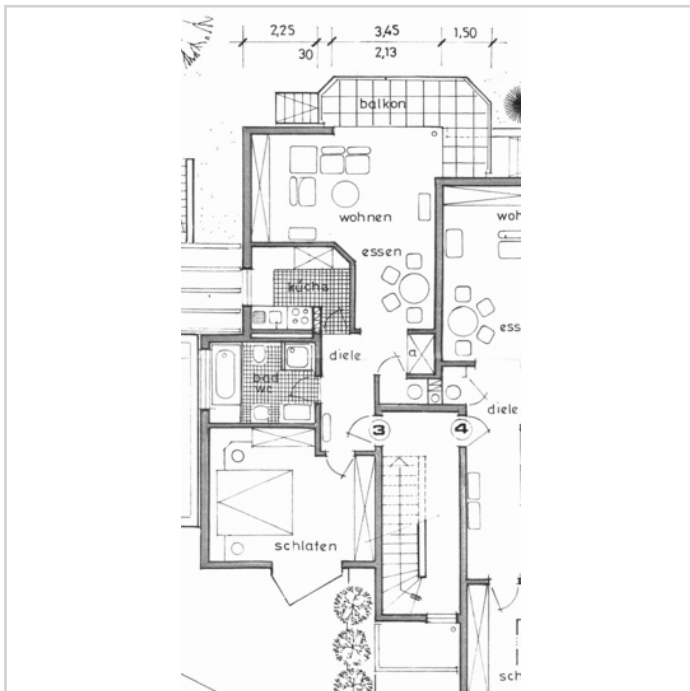 2,25 3,45 1,50
30 2,13
balkon
wohnen
woh
essen
küche
ess
diele
a
bad
wc
diele
3 4
schlafen
sch